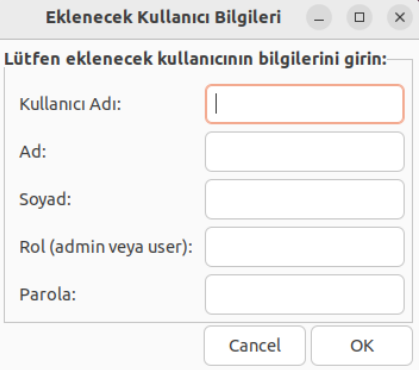 Eklenecek Kullanıcı Bilgileri
Lütfen eklenecek kullanıcının bilgilerini girin:
Kullanıcı Adı:
Ad:
Soyad:
Rol (admin veya user):
Parola:
Cancel OK